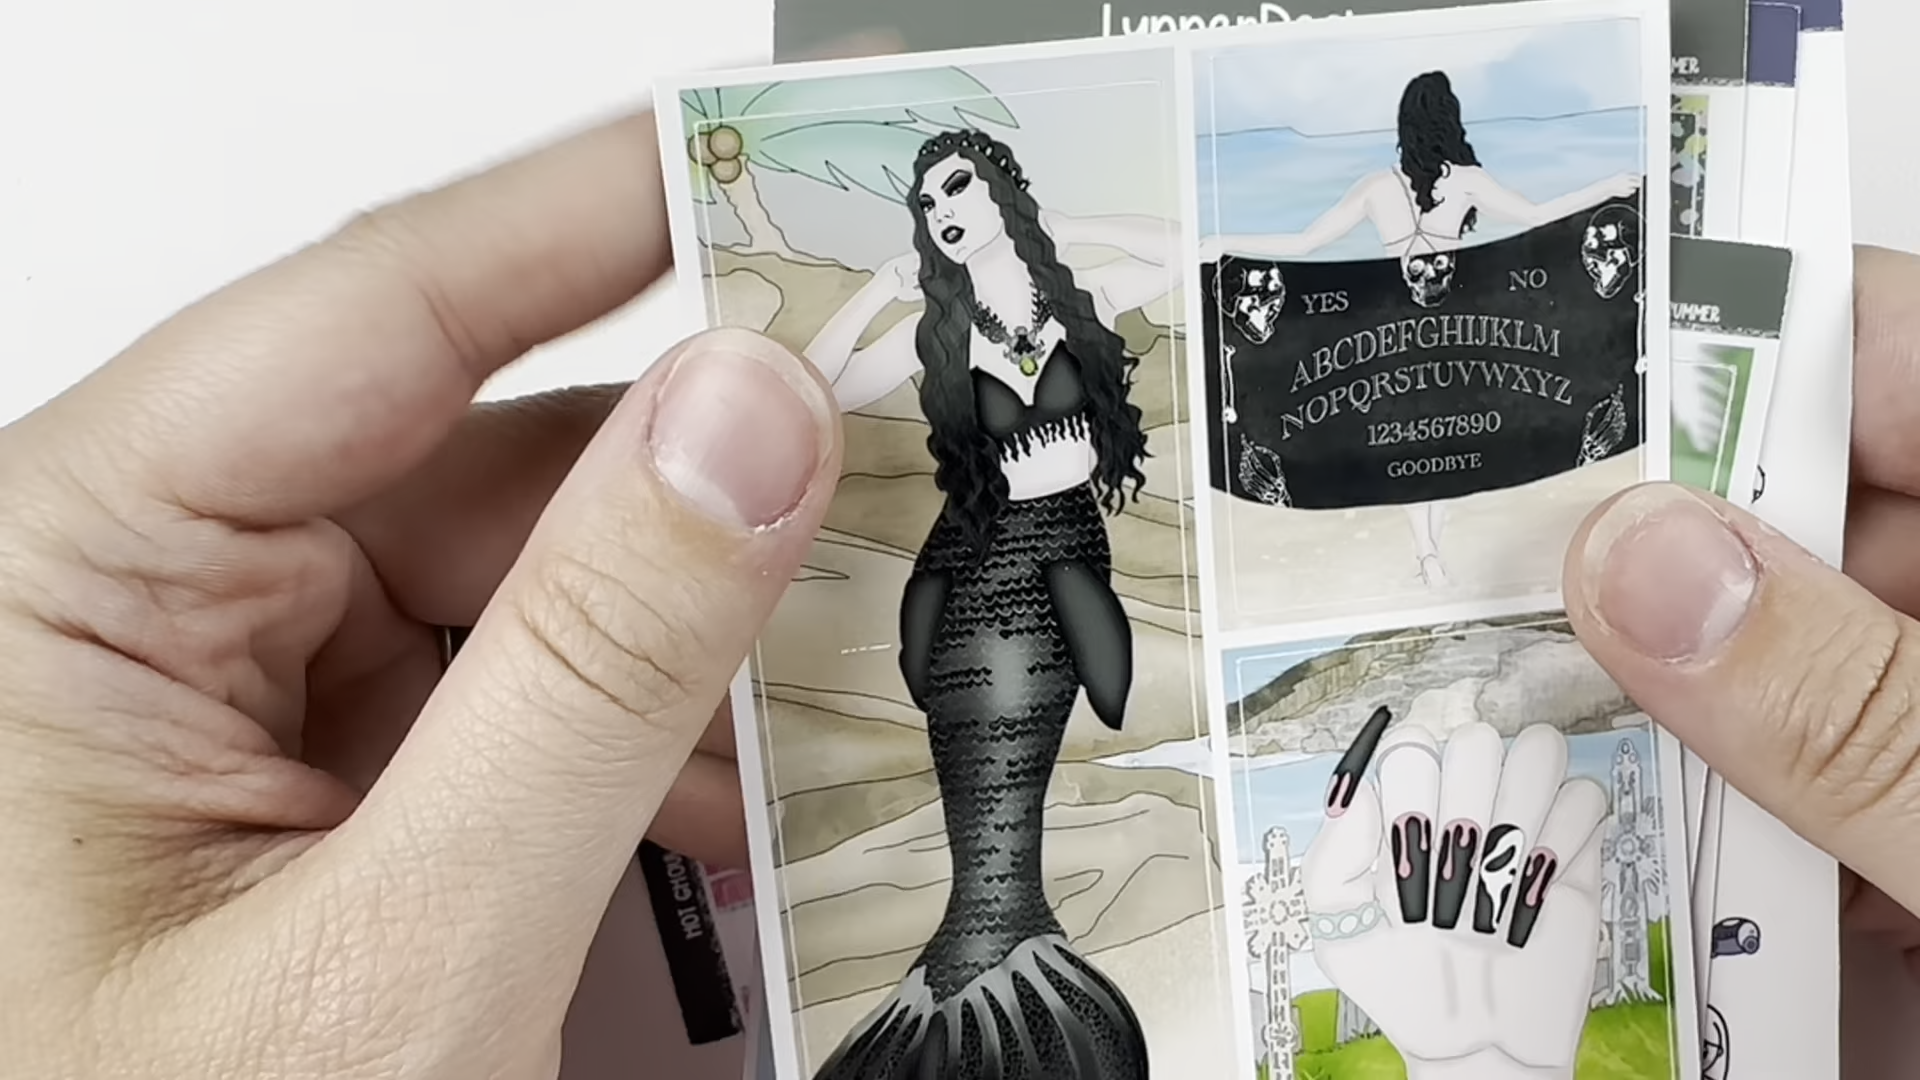 YES
NO
ABCDEFGHIJKLM
NOPQRSTUVWXYZ
1234567890
GOODBYE